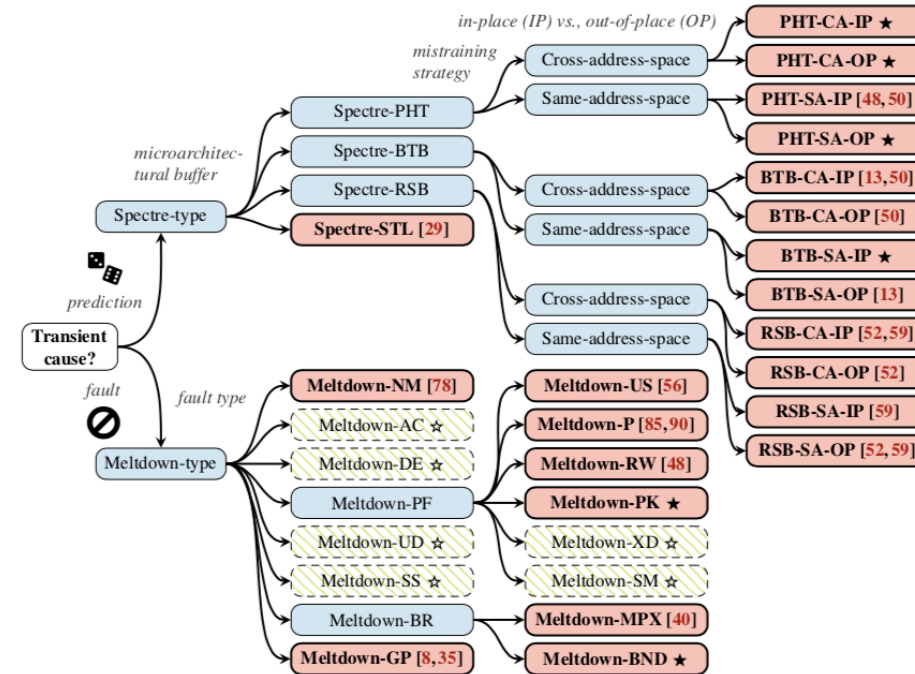 in-place (IP) vs., out-of-place (OP)
mistraining
strategy
microarchitec-
tural buffer
prediction
Transient
cause?
fault
fault type
Spectre-type
Meltdown-type
Spectre-PHT
Spectre-BTB
Spectre-RSB
Spectre-STL [29]
Cross-address-space
Same-address-space
Cross-address-space
Same-address-space
Cross-address-space
Same-address-space
PHT-CA-IP ★
PHT-CA-OP ★
PHT-SA-IP [48,50]
PHT-SA-OP ★
BTB-CA-IP [13,50]
BTB-CA-OP [50]
BTB-SA-IP ★
BTB-SA-OP [13]
RSB-CA-IP [52,59]
RSB-CA-OP [52]
RSB-SA-IP [59]
RSB-SA-OP [52,59]
Meltdown-NM [78]
Meltdown-AC ☆
Meltdown-DE ☆
Meltdown-PF
Meltdown-UD ☆
Meltdown-SS ☆
Meltdown-BR
Meltdown-GP [8,35]
Meltdown-US [56]
Meltdown-P [85,90]
Meltdown-RW [48]
Meltdown-PK ★
Meltdown-XD ☆
Meltdown-SM ☆
Meltdown-MPX [40]
Meltdown-BND ★